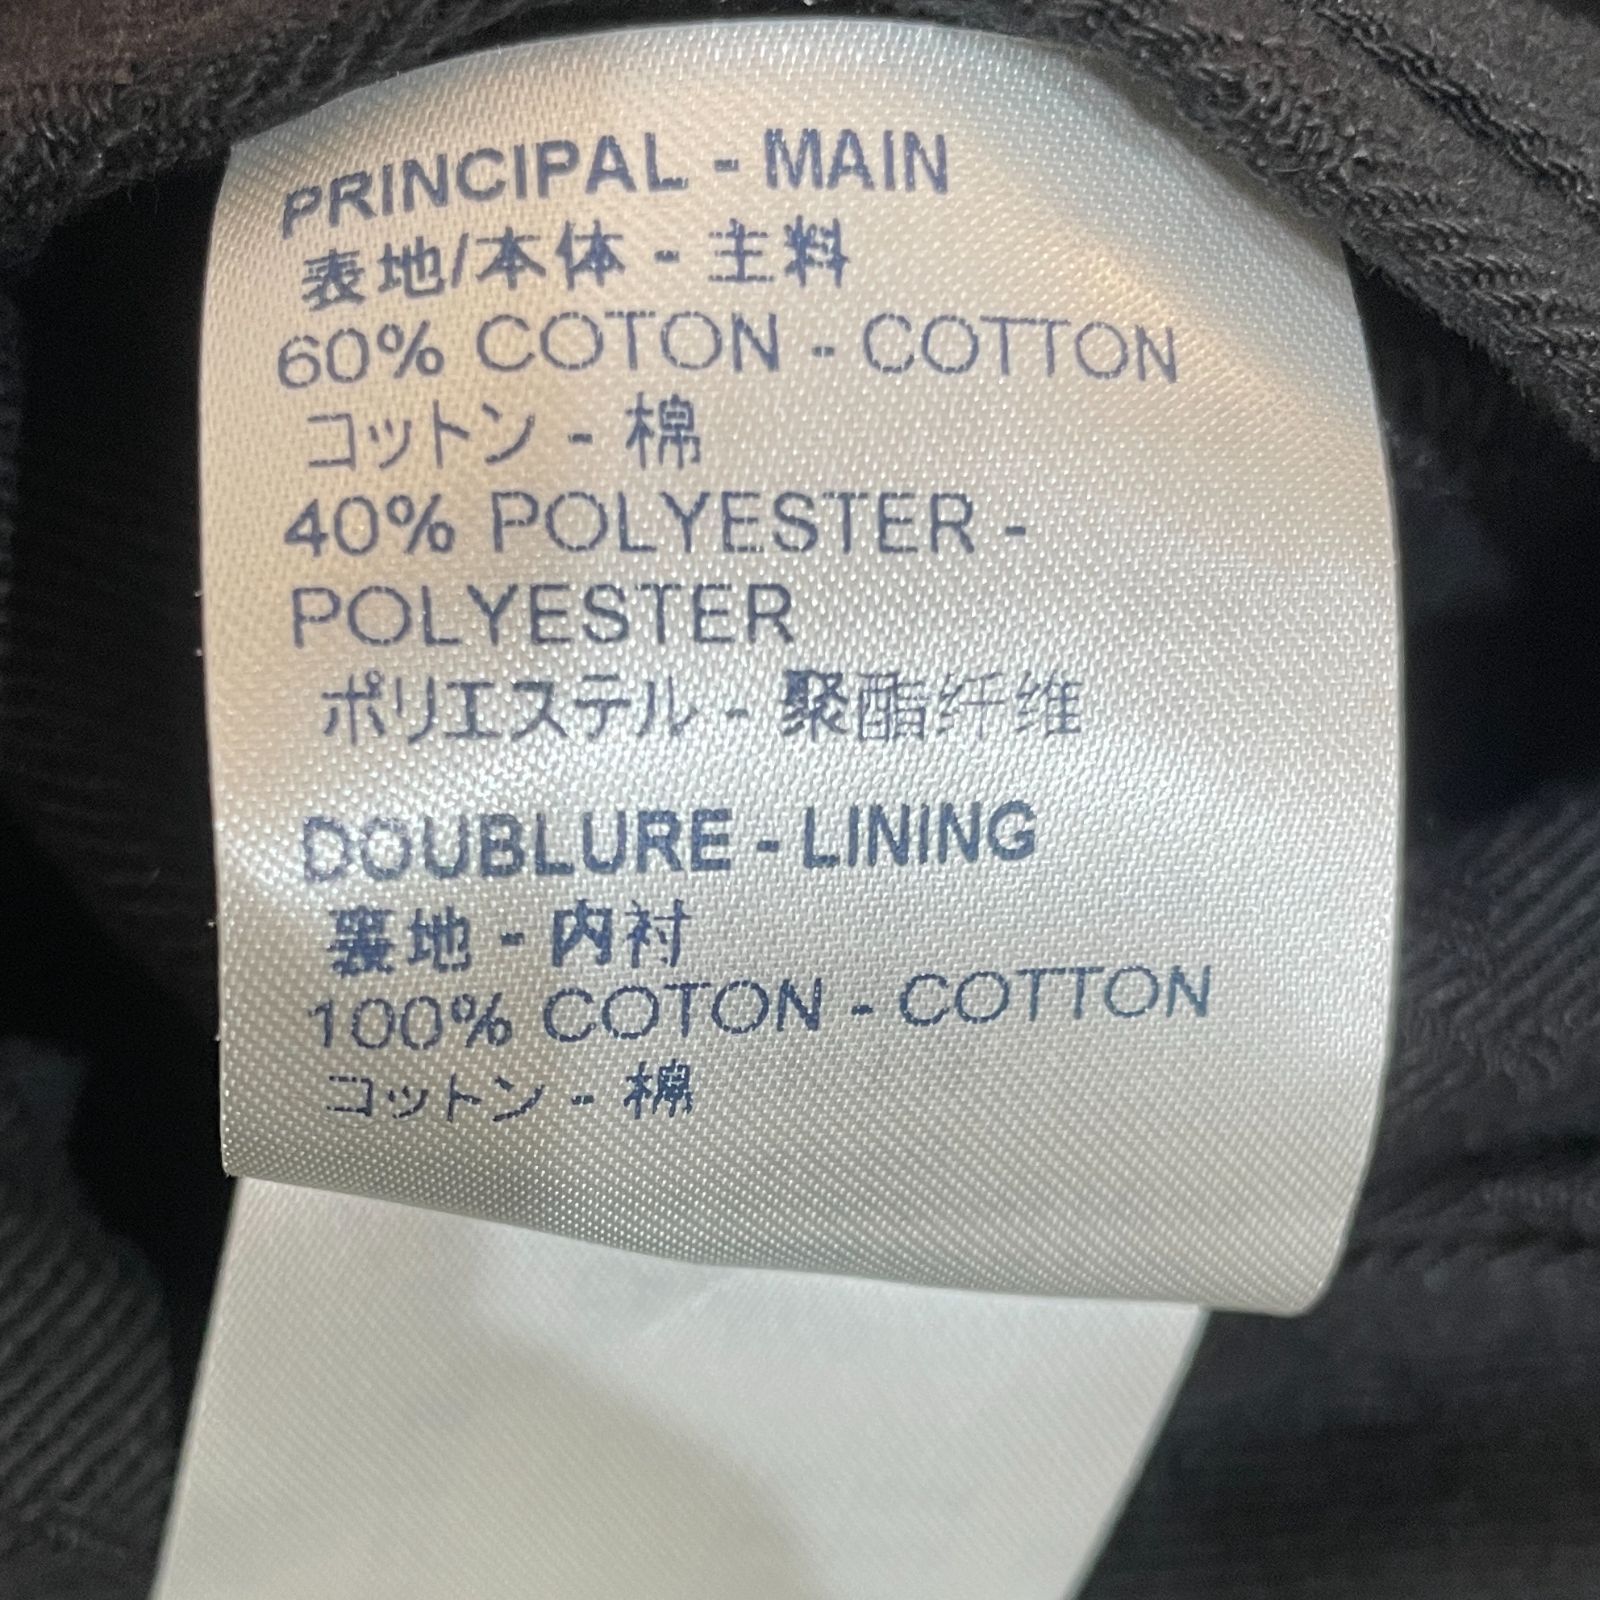 PRINCIPAL - MAIN
表地/本体 - 主料
60% COTON - COTTON
コットン - 棉
40% POLYESTER -
POLYESTER
ポリエステル - 聚酯纤维
DOUBLURE - LINING
裏地 - 内衬
100% COTON - COTTON
コットン - 棉